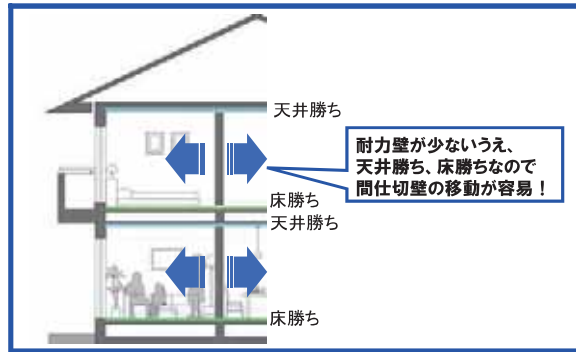 天井勝ち
耐力壁が少ないうえ、
天井勝ち、床勝ちなので
間仕切壁の移動が容易！
床勝ち
天井勝ち
床勝ち